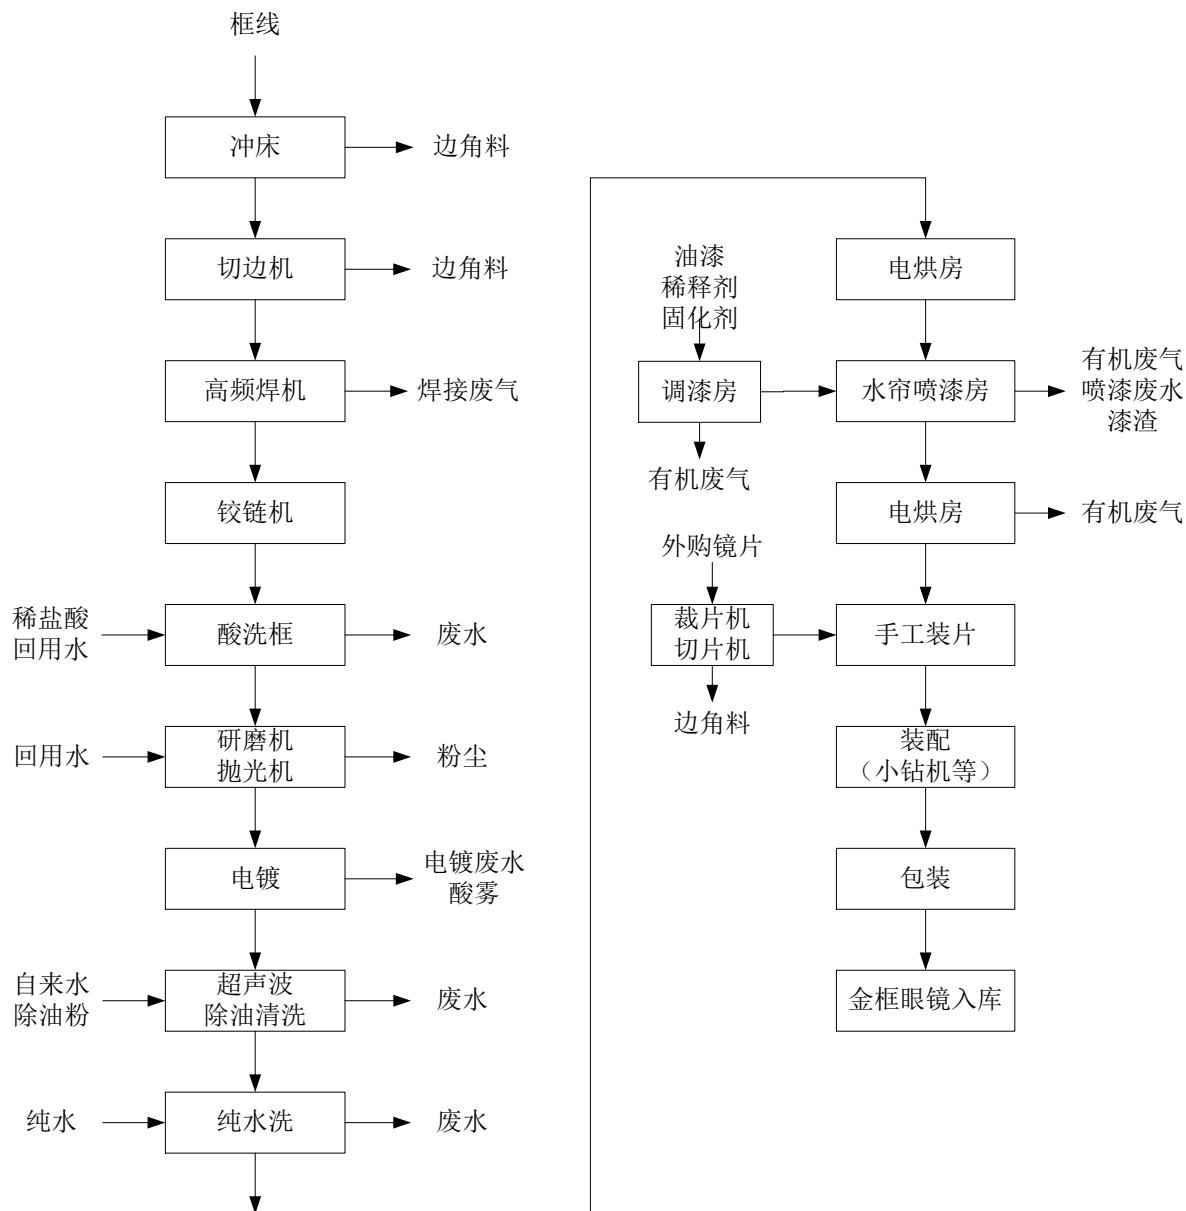 框线
冲床
边角料
切边机
边角料
高频焊机
焊接废气
铰链机
稀盐酸
回用水
酸洗框
废水
回用水
研磨机
抛光机
粉尘
电镀
电镀废水
酸雾
自来水
除油粉
超声波
除油清洗
废水
纯水
纯水洗
废水
电烘房
油漆
稀释剂
固化剂
调漆房
有机废气
水帘喷漆房
有机废气
喷漆废水
漆渣
电烘房
有机废气
外购镜片
裁片机
切片机
边角料
手工装片
装配
（小钻机等）
包装
金框眼镜入库